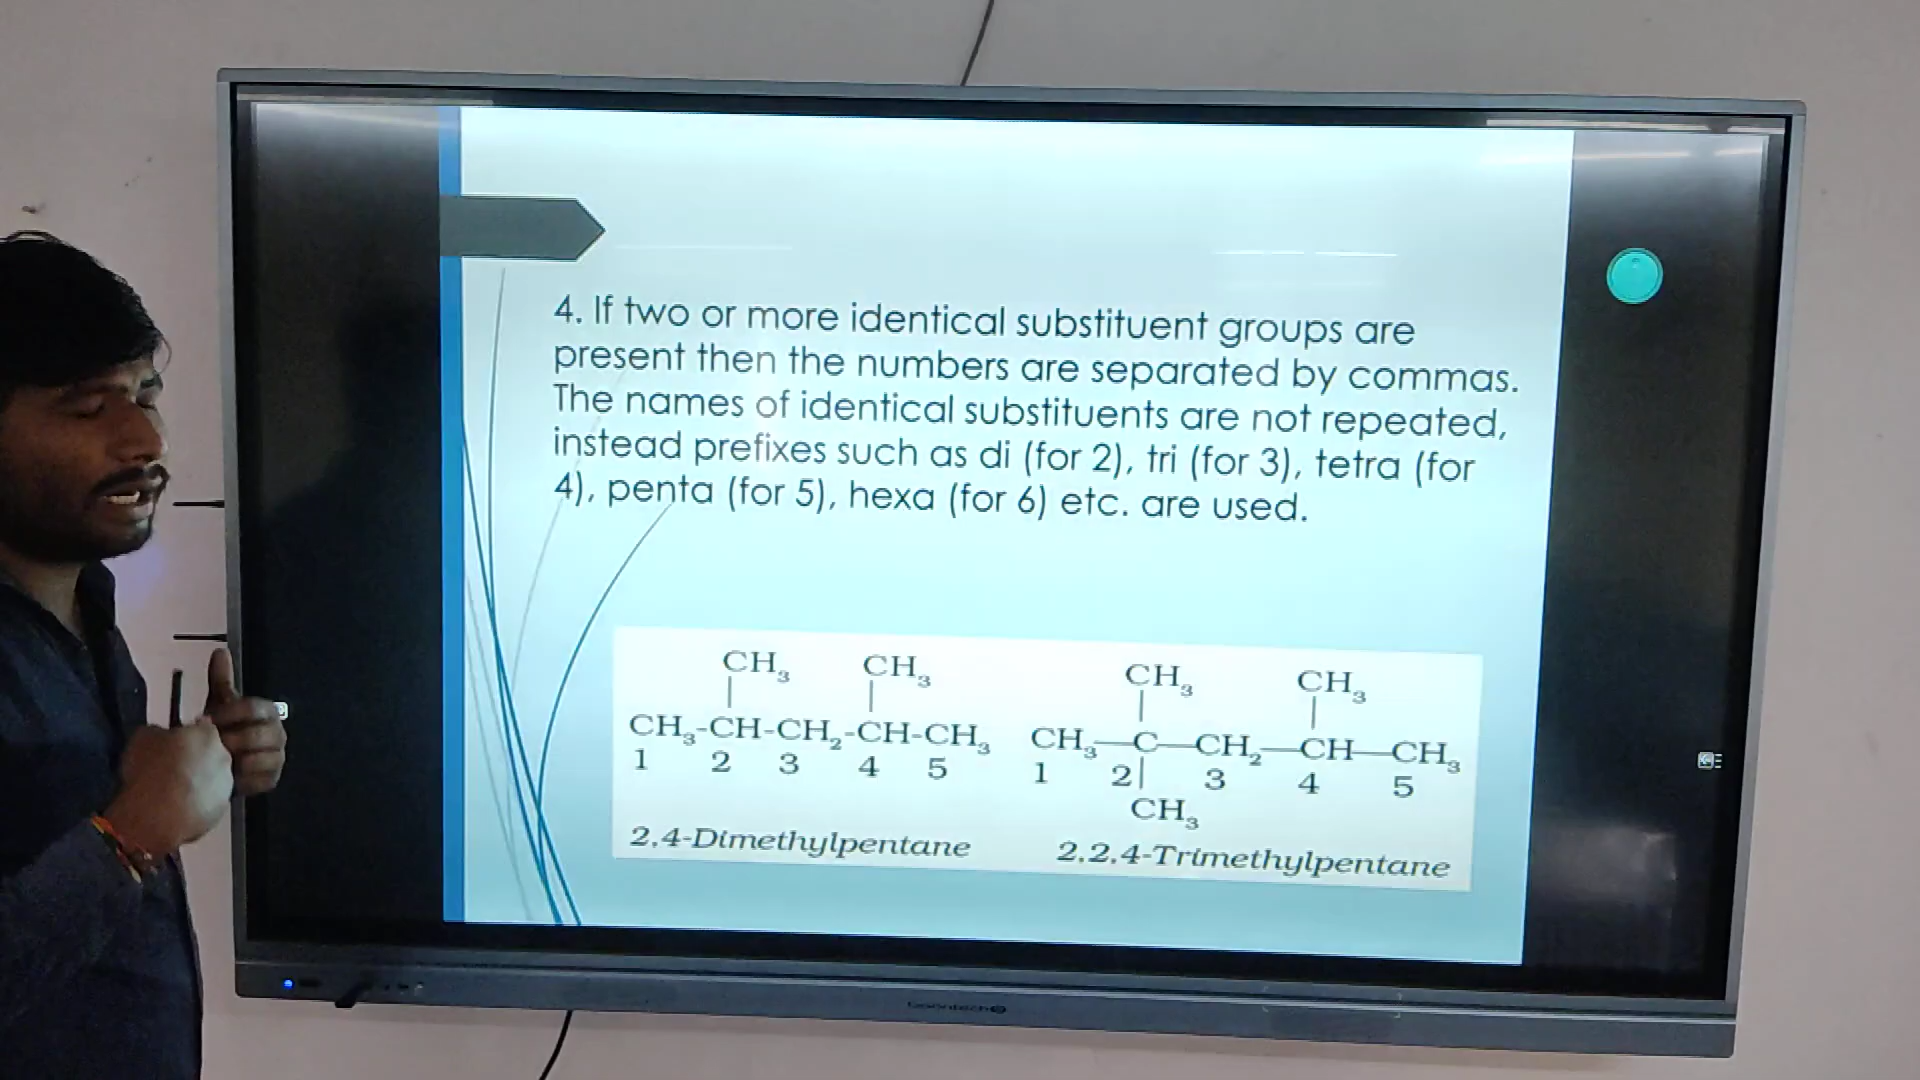 4. If two or more identical substituent groups are
present then the numbers are separated by commas.
The names of identical substituents are not repeated,
instead prefixes such as di (for 2), tri (for 3), tetra (for
4), penta (for 5), hexa (for 6) etc. are used.
CH₃ CH₃
CH₃-CH-CH₂-CH-CH₃
1 2 3 4 5
2,4-Dimethylpentane
CH₃ CH₃
CH₃—C—CH₂—CH—CH₃
1 2 3 4 5
CH₃
2,2,4-Trimethylpentane